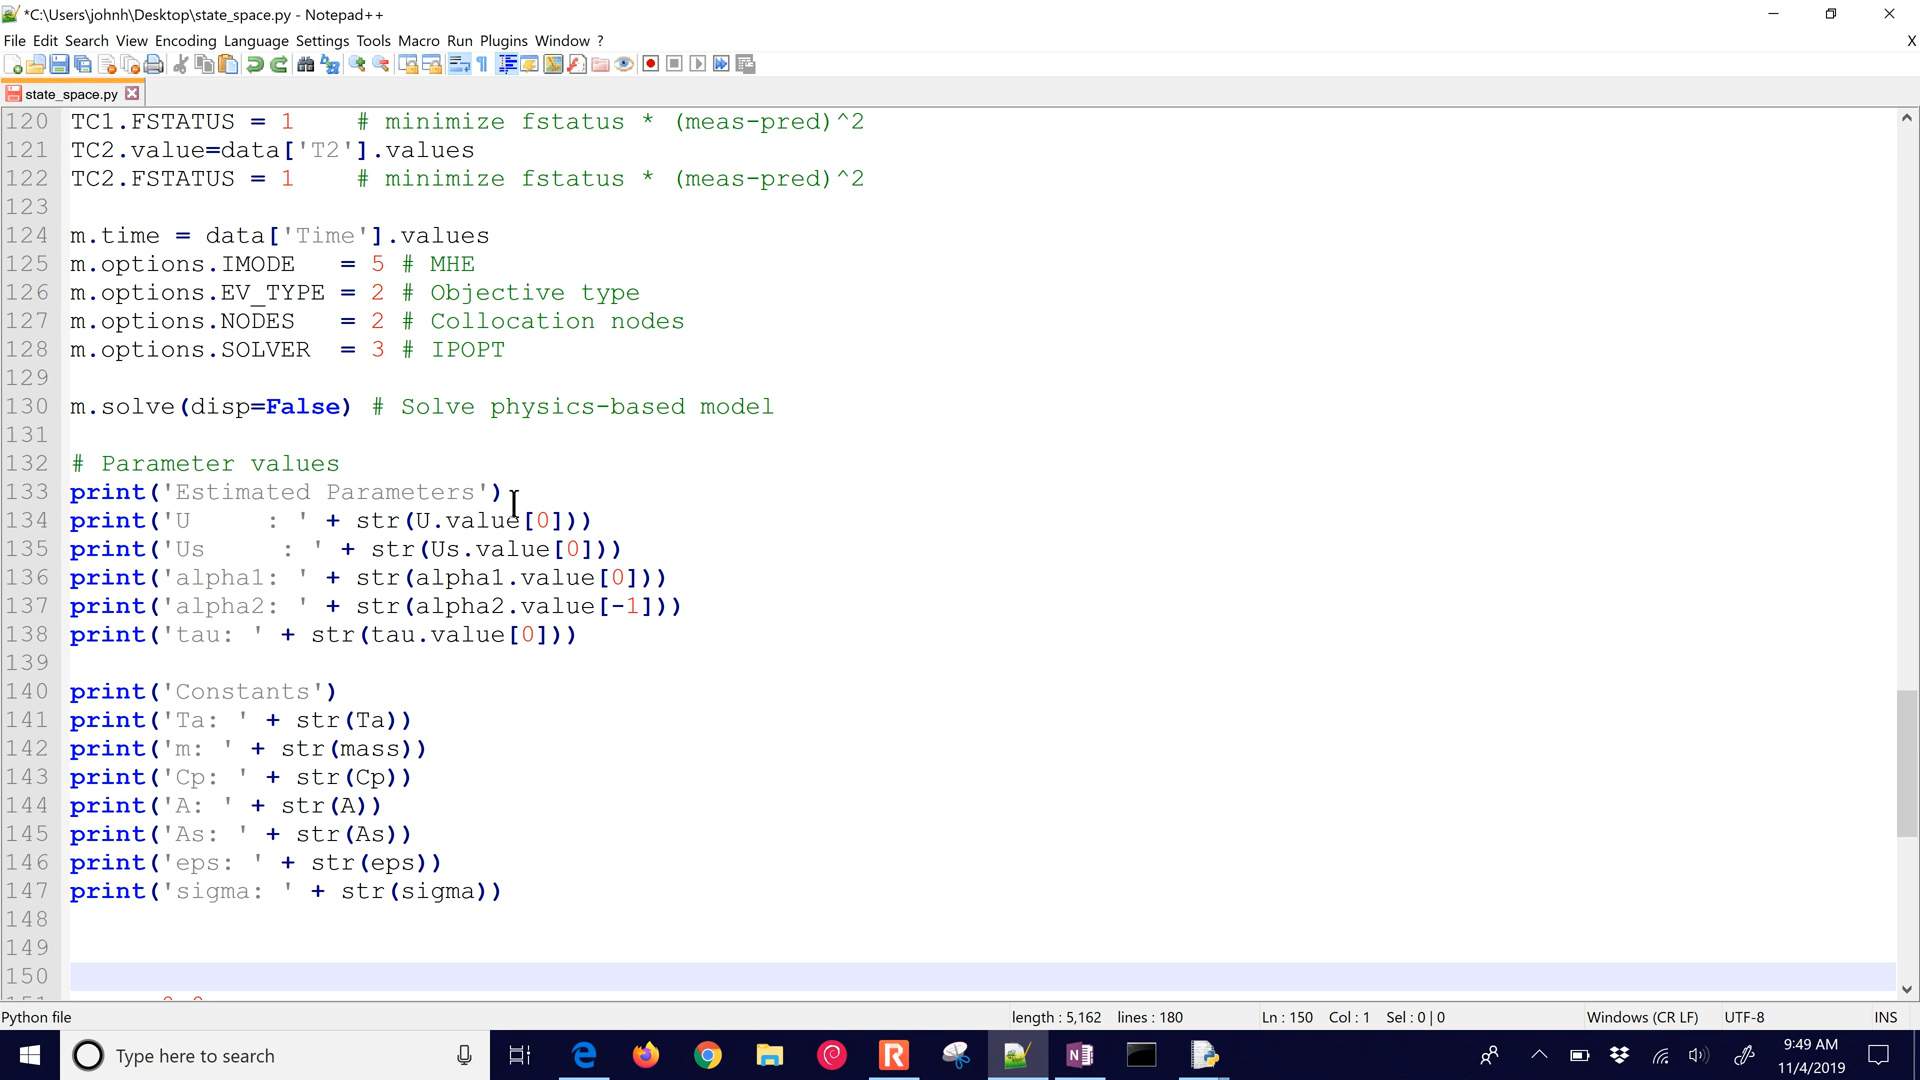 *C:\Users\johnh\Desktop\state_space.py - Notepad++
File Edit Search View Encoding Language Settings Tools Macro Run Plugins Window ?
X
state_space.py
120 TC1.FSTATUS = 1    # minimize fstatus * (meas-pred)^2
121 TC2.value=data['T2'].values
122 TC2.FSTATUS = 1    # minimize fstatus * (meas-pred)^2
123
124 m.time = data['Time'].values
125 m.options.IMODE   = 5 # MHE
126 m.options.EV_TYPE = 2 # Objective type
127 m.options.NODES   = 2 # Collocation nodes
128 m.options.SOLVER  = 3 # IPOPT
129
130 m.solve(disp=False) # Solve physics-based model
131
132 # Parameter values
133 print('Estimated Parameters')
134 print('U     : ' + str(U.value[0]))
135 print('Us     : ' + str(Us.value[0]))
136 print('alpha1: ' + str(alpha1.value[0]))
137 print('alpha2: ' + str(alpha2.value[-1]))
138 print('tau: ' + str(tau.value[0]))
139
140 print('Constants')
141 print('Ta: ' + str(Ta))
142 print('m: ' + str(mass))
143 print('Cp: ' + str(Cp))
144 print('A: ' + str(A))
145 print('As: ' + str(As))
146 print('eps: ' + str(eps))
147 print('sigma: ' + str(sigma))
148
149
150
Python file
length : 5,162 lines : 180
Ln : 150 Col : 1 Sel : 0 | 0
Windows (CR LF)
UTF-8
INS
Type here to search
9:49 AM
11/4/2019